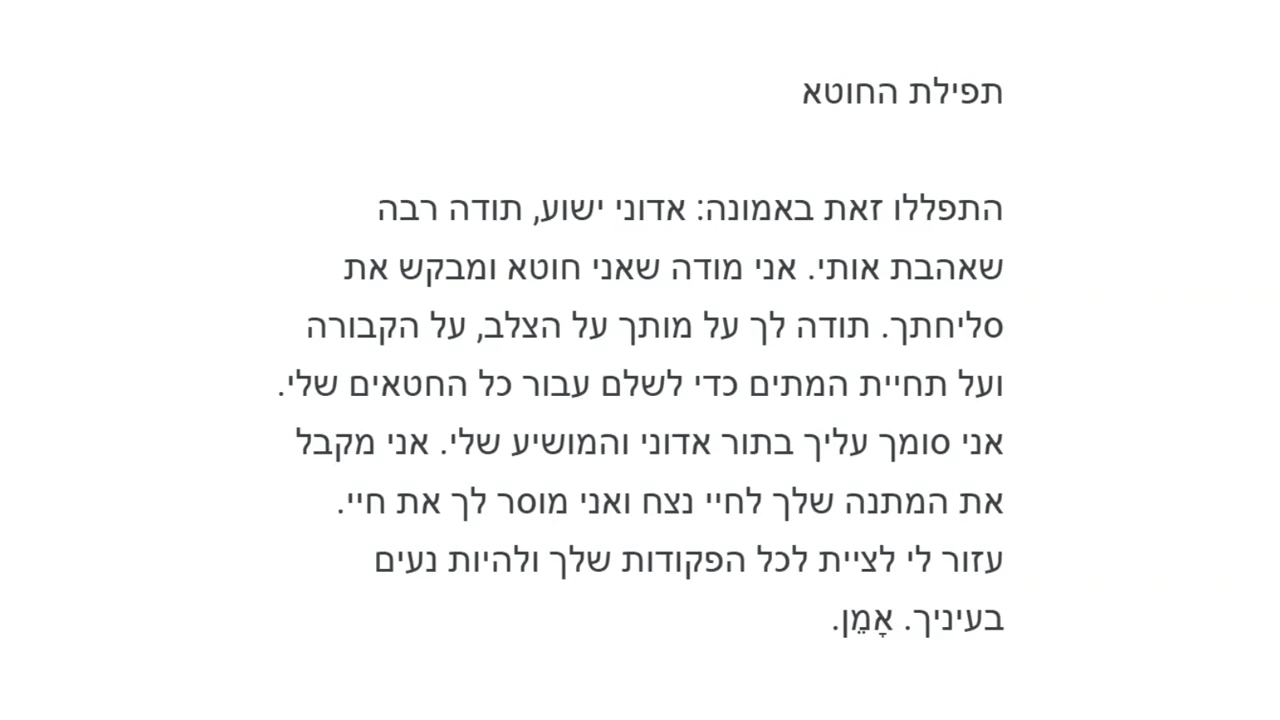 תפילת החוטא
התפללו זאת באמונה: אדוני ישוע, תודה רבה
שאהבת אותי. אני מודה שאני חוטא ומבקש את
סליחתך. תודה לך על מותך על הצלב, על הקבורה
ועל תחיית המתים כדי לשלם עבור כל החטאים שלי.
אני סומך עליך בתור אדוני והמושיע שלי. אני מקבל
את המתנה שלך לחיי נצח ואני מוסר לך את חיי.
עזור לי לציית לכל הפקודות שלך ולהיות נעים
בעיניך. אָמֵן.